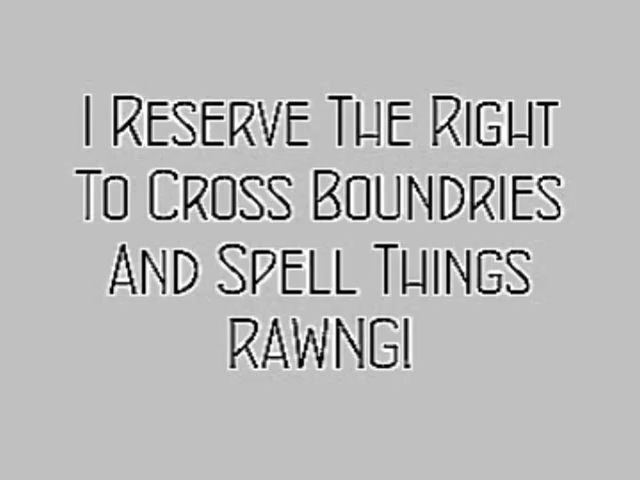 I Reserve The Right
To Cross Boundries
And Spell Things
RAWNG!